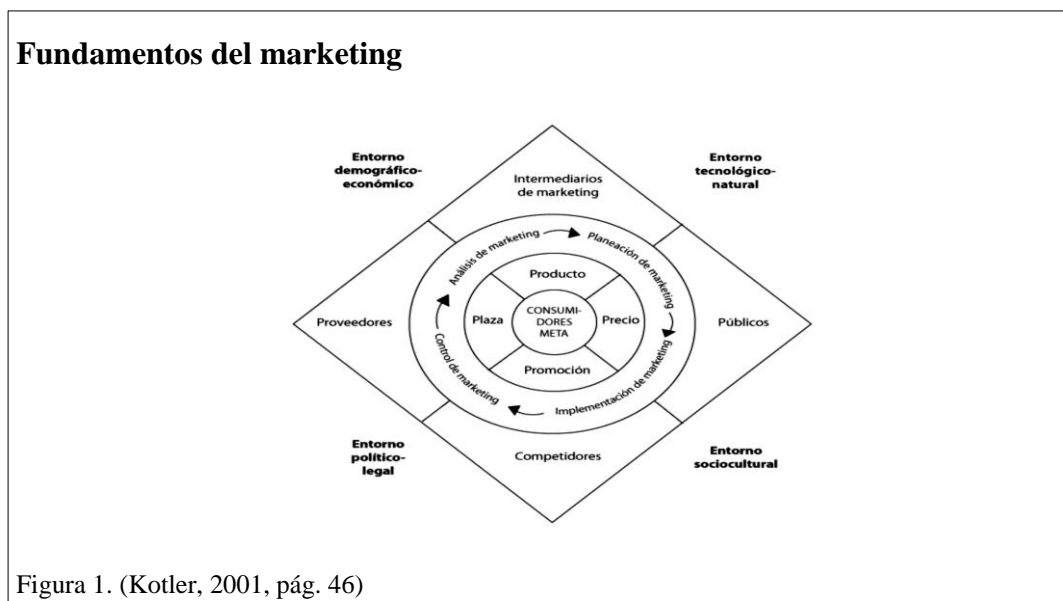 Fundamentos del marketing
Entorno
demográfico-
económico
Entorno
tecnológico-
natural
Intermediarios
de marketing
Análisis de marketing
Planeación de marketing
Producto
Proveedores
Plaza
CONSUMI-
DORES
META
Precio
Públicos
Control de marketing
Promoción
Implementación de marketing
Entorno
político-
legal
Competidores
Entorno
sociocultural
Figura 1. (Kotler, 2001, pág. 46)